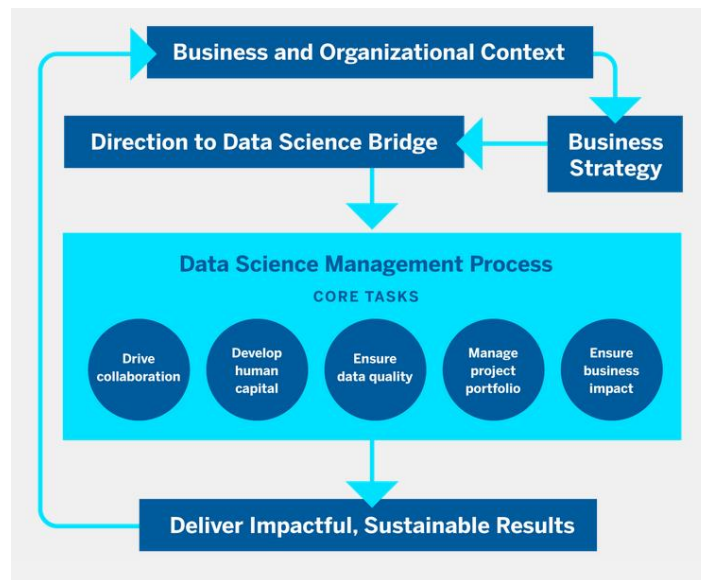 Business and Organizational Context
Direction to Data Science Bridge
Business
Strategy
Data Science Management Process
CORE TASKS
Drive
collaboration
Develop
human
capital
Ensure
data quality
Manage
project
portfolio
Ensure
business
impact
Deliver Impactful, Sustainable Results